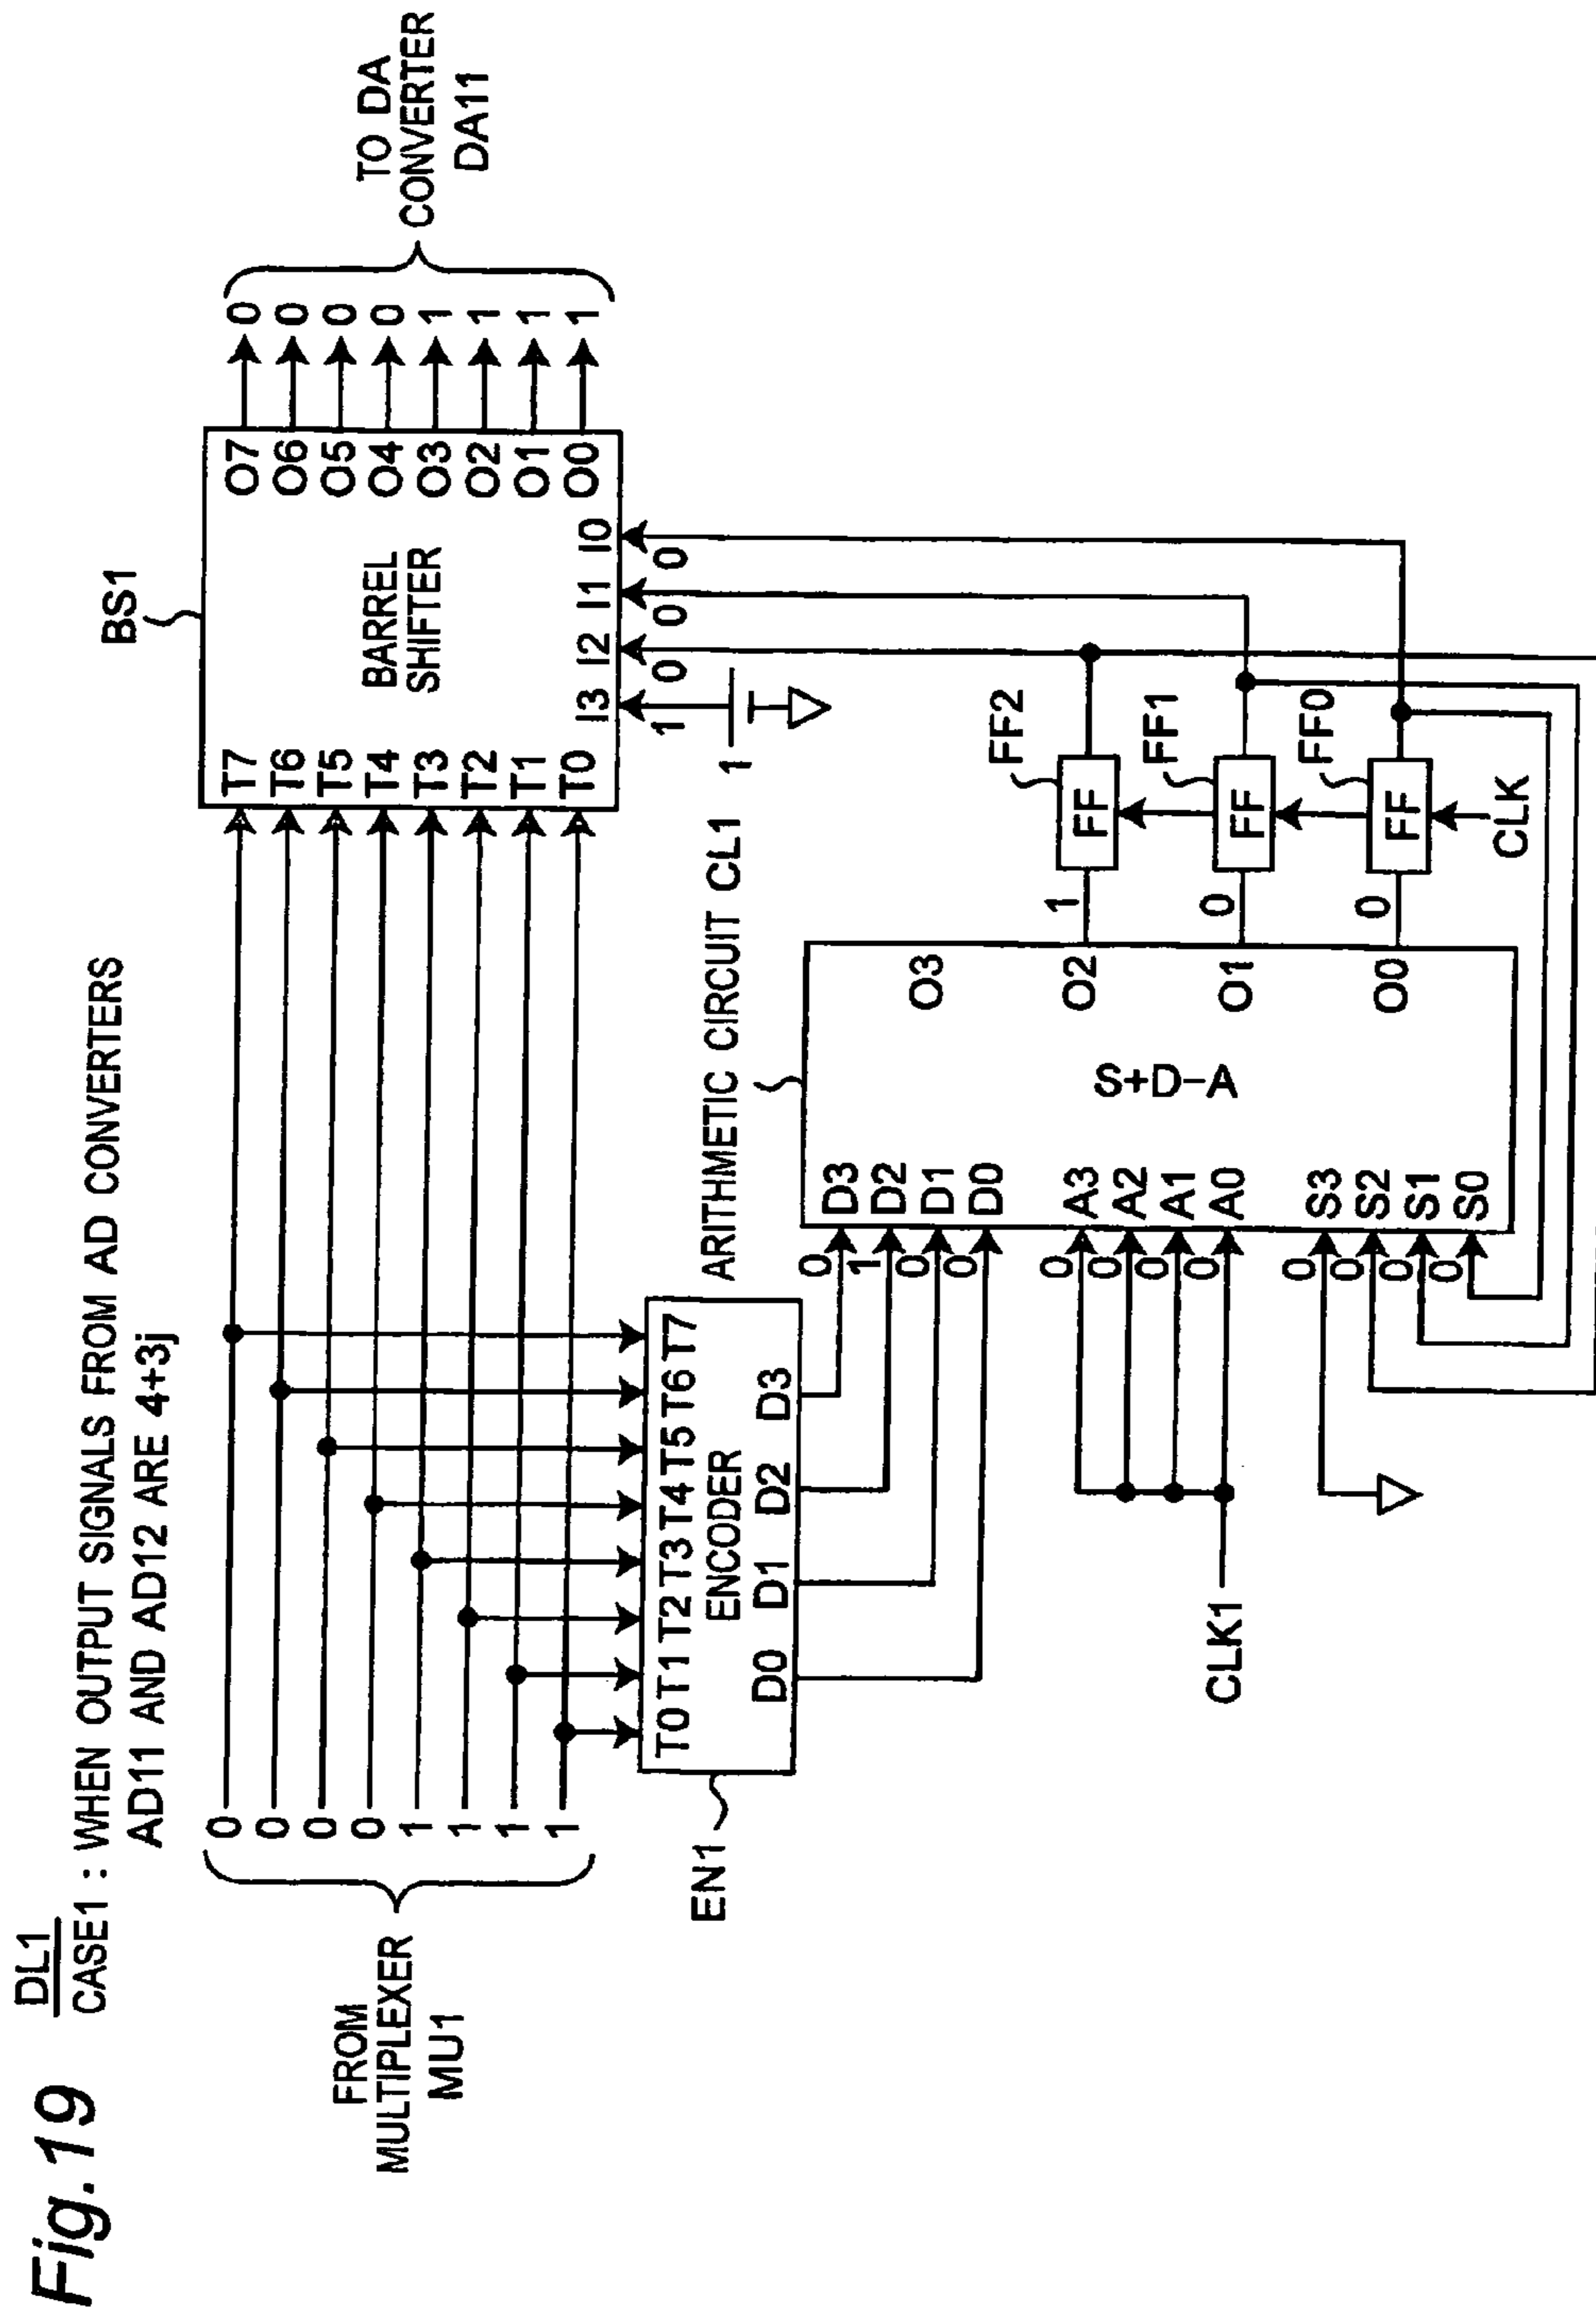 Fig.19
DL1
CASE1 : WHEN OUTPUT SIGNALS FROM AD CONVERTERS
AD11 AND AD12 ARE 4+3j
FROM
MULTIPLEXER
MU1
0
0
0
0
1
1
1
1
BS1
T7
T6
T5
T4
T3
T2
T1
T0
BARREL
SHIFTER
O7
O6
O5
O4
O3
O2
O1
O0
I3
I2
I1
I0
0
0
0
0
1
1
1
1
TO DA
CONVERTER
DA11
1
0
0
0
1
EN1
T0 T1 T2 T3 T4 T5 T6 T7
ENCODER
D0 D1 D2 D3
ARITHMETIC CIRCUIT CL1
0
1
0
0
D3
D2
D1
D0
0
0
0
0
A3
A2
A1
A0
0
0
0
0
S3
S2
S1
S0
S+D-A
O3
O2
O1
O0
1
0
0
FF2
FF
FF1
FF
FF0
FF
CLK
CLK1